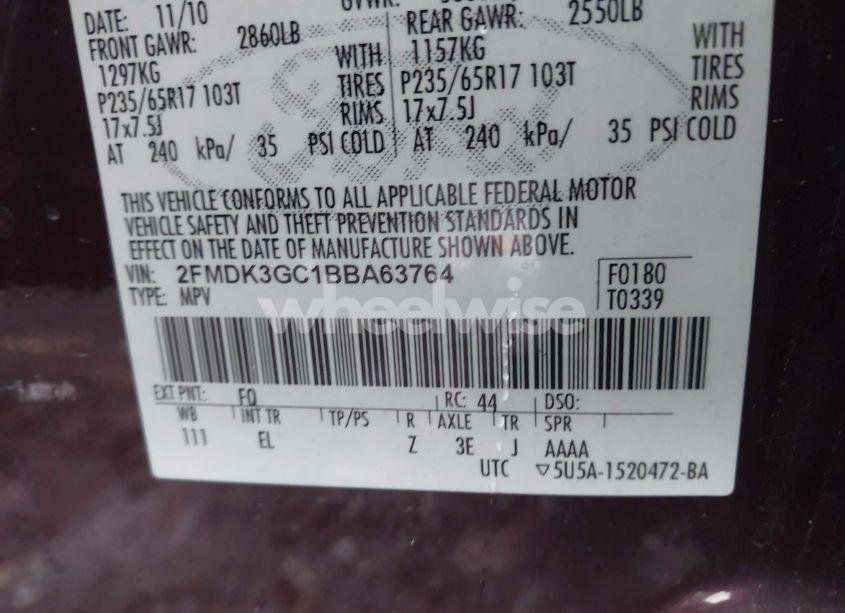 DATE: 11/10
GVWR:
FRONT GAWR: 2860LB
REAR GAWR: 2550LB
1297KG WITH
1157KG WITH
P235/65R17 103T TIRES
P235/65R17 103T TIRES
17x7.5J RIMS
17x7.5J RIMS
AT 240 kPa/ 35 PSI COLD
AT 240 kPa/ 35 PSI COLD
THIS VEHICLE CONFORMS TO ALL APPLICABLE FEDERAL MOTOR
VEHICLE SAFETY AND THEFT PREVENTION STANDARDS IN
EFFECT ON THE DATE OF MANUFACTURE SHOWN ABOVE.
VIN: 2FMDK3GC1BBA63764
F0180
TYPE: MPV
T0339
wheelwise
EXT PNT: FQ RC: 44 DSO:
WB INT TR TP/PS R AXLE TR SPR
111 EL Z 3E J AAAA
UTC ▽5U5A-1520472-BA